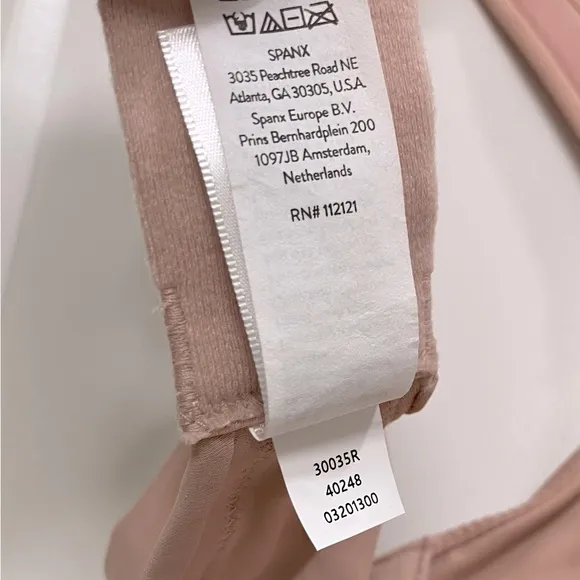 SPANX
3035 Peachtree Road NE
Atlanta, GA 30305, U.S.A.
Spanx Europe B.V.
Prins Bernhardplein 200
1097JB Amsterdam,
Netherlands
RN# 112121
30035R
40248
03201300